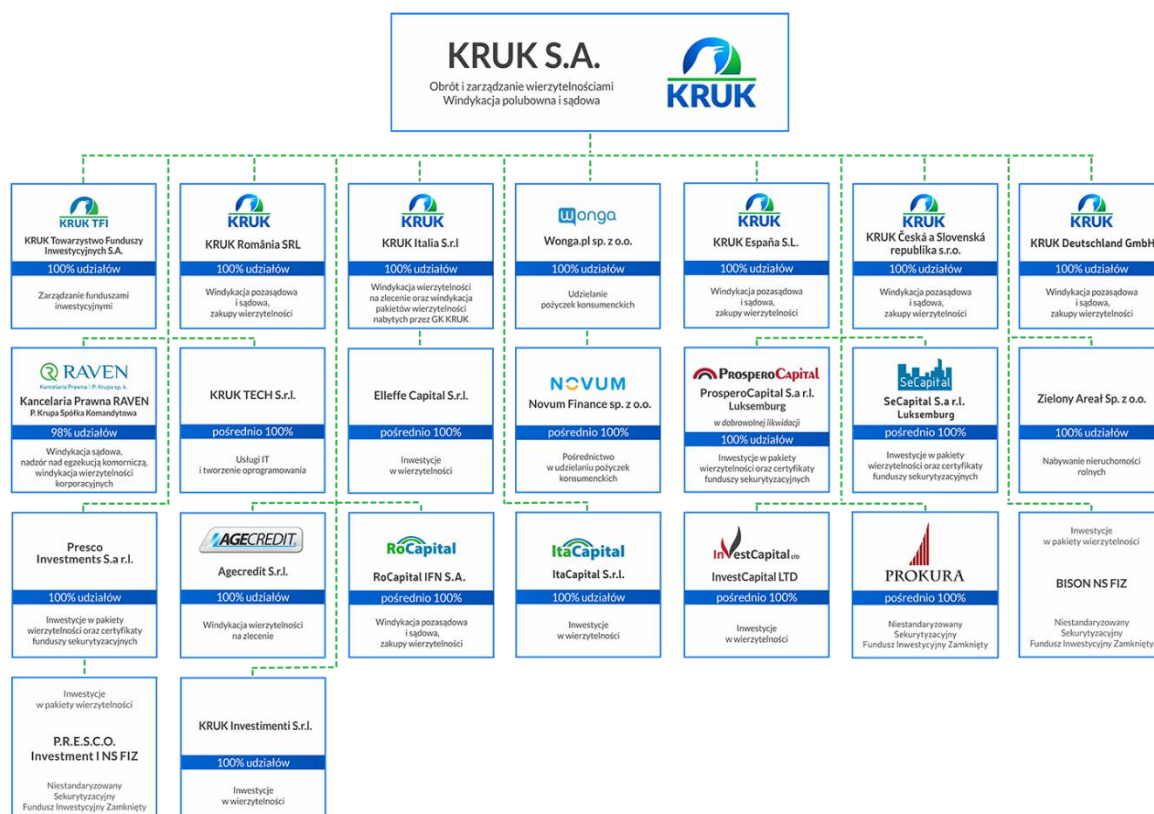 KRUK S.A.
Obrót i zarządzanie wierzytelnościami
Windykacja polubowna i sądowa
KRUK
KRUK TFI
KRUK Towarzystwo Funduszy
Inwestycyjnych S.A.
100% udziałów
Zarządzanie funduszami
inwestycyjnymi
KRUK
KRUK România SRL
100% udziałów
Windykacja pozasądowa
i sądowa,
zakupy wierzytelności
KRUK
KRUK Italia S.r.l
100% udziałów
Windykacja wierzytelności
na zlecenie oraz windykacja
pakietów wierzytelności
nabytych przez GK KRUK
wonga
Wonga.pl sp. z o.o.
100% udziałów
Udzielanie
pożyczek konsumenckich
KRUK
KRUK España S.L.
100% udziałów
Windykacja pozasądowa
i sądowa,
zakupy wierzytelności
KRUK
KRUK Česká a Slovenská
republika s.r.o.
100% udziałów
Windykacja pozasądowa
i sądowa,
zakupy wierzytelności
KRUK
KRUK Deutschland GmbH
100% udziałów
Windykacja pozasądowa
i sądowa,
zakupy wierzytelności
RAVEN
Kancelaria Prawna | P. Krupa sp. k.
Kancelaria Prawna RAVEN
P. Krupa Spółka Komandytowa
98% udziałów
Windykacja sądowa,
nadzór nad egzekucją komorniczą,
windykacja wierzytelności
korporacyjnych
KRUK TECH S.r.l.
pośrednio 100%
Usługi IT
i tworzenie oprogramowania
Elleffe Capital S.r.l.
pośrednio 100%
Inwestycje
w wierzytelności
NOVUM
Novum Finance sp. z o.o.
pośrednio 100%
Pośrednictwo
w udzielaniu pożyczek
konsumenckich
PROSPEROCAPITAL
ProsperoCapital S.a r.l.
Luksemburg
w dobrowolnej likwidacji
100% udziałów
Inwestycje w pakiety
wierzytelności oraz certyfikaty
funduszy sekurytyzacyjnych
SeCapital
SeCapital S.a r.l.
Luksemburg
pośrednio 100%
Inwestycje w pakiety
wierzytelności oraz certyfikaty
funduszy sekurytyzacyjnych
Zielony Areał Sp. z o.o.
pośrednio 100%
Nabywanie nieruchomości
rolnych
Presco
Investments S.a r.l.
100% udziałów
Inwestycje w pakiety
wierzytelności oraz certyfikaty
funduszy sekurytyzacyjnych
AGECREDIT
Agecredit S.r.l.
100% udziałów
Windykacja wierzytelności
na zlecenie
RoCapital
RoCapital IFN S.A.
pośrednio 100%
Windykacja pozasądowa
i sądowa,
zakupy wierzytelności
ItaCapital
ItaCapital S.r.l.
100% udziałów
Inwestycje
w wierzytelności
InVestCapital LTD
InvestCapital LTD
pośrednio 100%
Inwestycje
w wierzytelności
PROKURA
pośrednio 100%
Niestandaryzowany
Sekurytyzacyjny
Fundusz Inwestycyjny Zamknięty
Inwestycje
w pakiety wierzytelności
BISON NS FIZ
Niestandaryzowany
Sekurytyzacyjny
Fundusz Inwestycyjny Zamknięty
Inwestycje
w pakiety wierzytelności
P.R.E.S.C.O.
Investment I NS FIZ
Niestandaryzowany
Sekurytyzacyjny
Fundusz Inwestycyjny Zamknięty
KRUK Investimenti S.r.l.
100% udziałów
Inwestycje
w wierzytelności